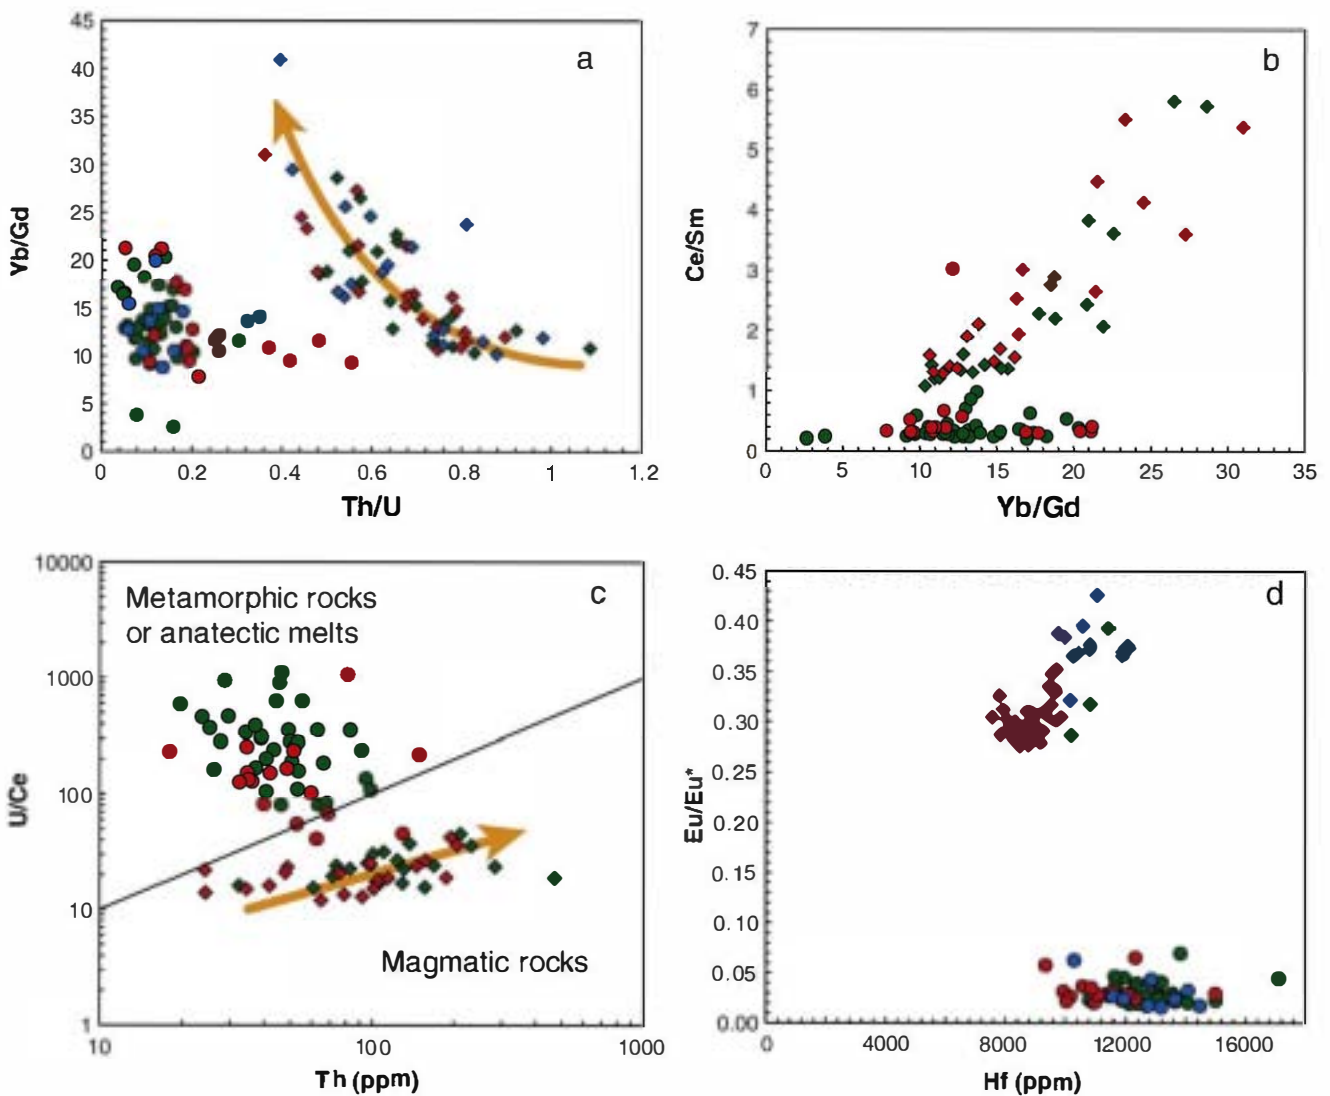 a
45
40
35
30
25
20
15
10
5
0
Yb/Gd
0 0.2 0.4 0.6 0.8 1 1.2
Th/U
b
7
6
5
4
3
2
1
0
Ce/Sm
0 5 10 15 20 25 30 35
Yb/Gd
c
Metamorphic rocks
or anatectic melts
10000
1000
100
10
1
U/Ce
Magmatic rocks
10 100 1000
Th (ppm)
d
0.45
0.40
0.35
0.30
0.25
0.20
0.15
0.10
0.05
0.00
Eu/Eu*
0 4000 8000 12000 16000
Hf (ppm)